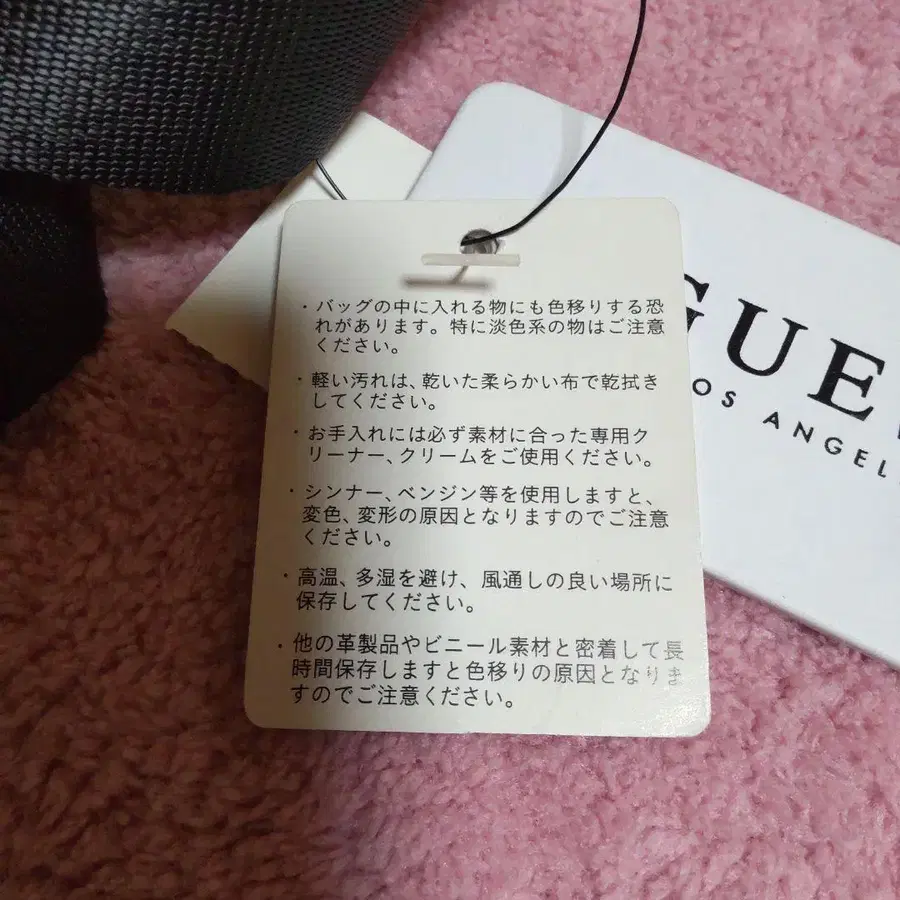 ・バッグの中に入れる物にも色移りする恐
れがあります。特に淡色系の物はご注意
ください。
・軽い汚れは、乾いた柔らかい布で乾拭き
してください。
・お手入れには必ず素材に合った専用ク
リーナー、クリームをご使用ください。
・シンナー、ベンジン等を使用しますと、
変色、変形の原因となりますのでご注意
ください。
・高温、多湿を避け、風通しの良い場所に
保存してください。
・他の革製品やビニール素材と密着して長
時間保存しますと色移りの原因となりま
すのでご注意ください。
GUE
OS ANGEL